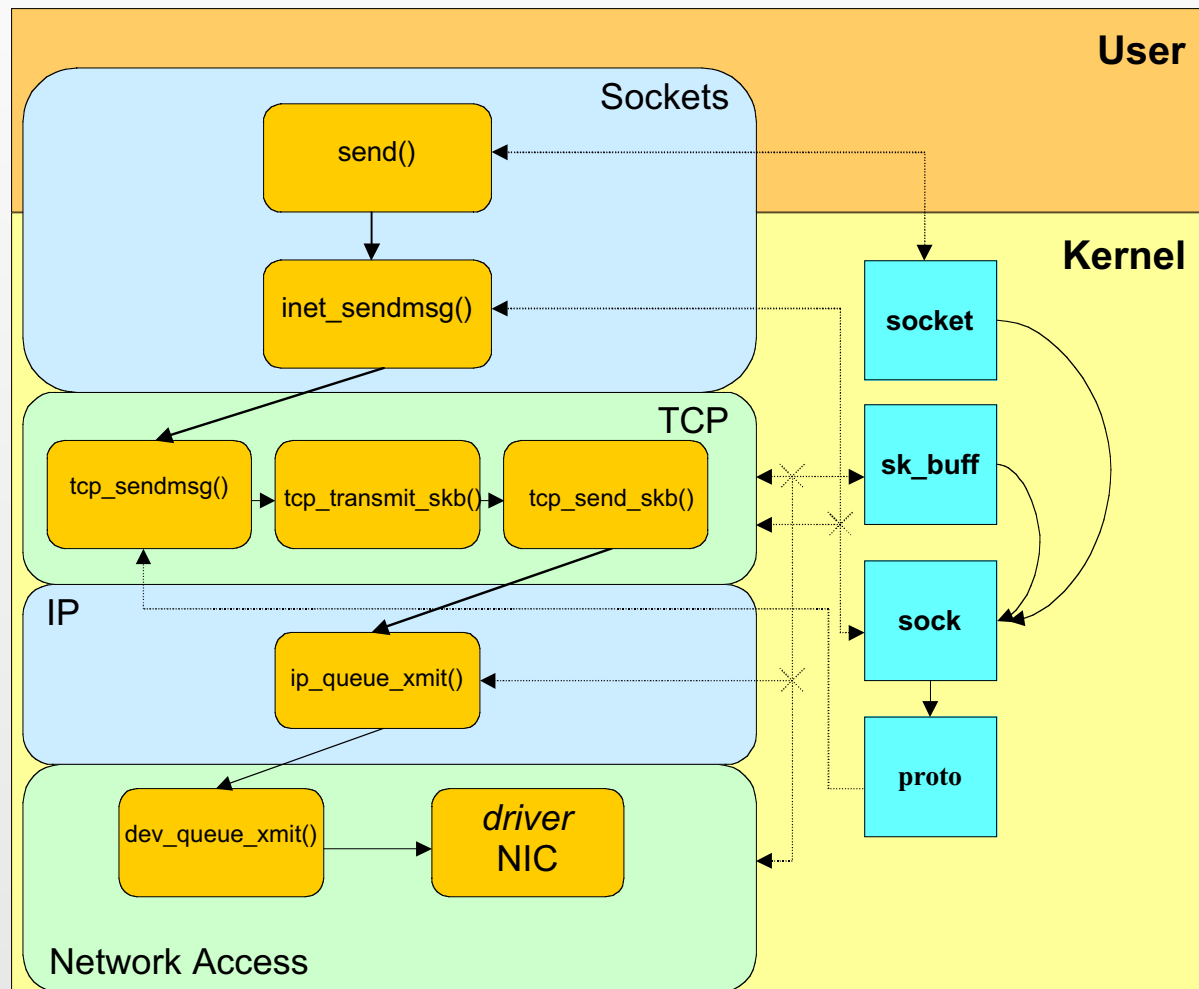 User
Sockets
send()
Kernel
inet_sendmsg()
socket
TCP
tcp_sendmsg()
tcp_transmit_skb()
tcp_send_skb()
sk_buff
IP
sock
ip_queue_xmit()
proto
dev_queue_xmit()
driver
NIC
Network Access